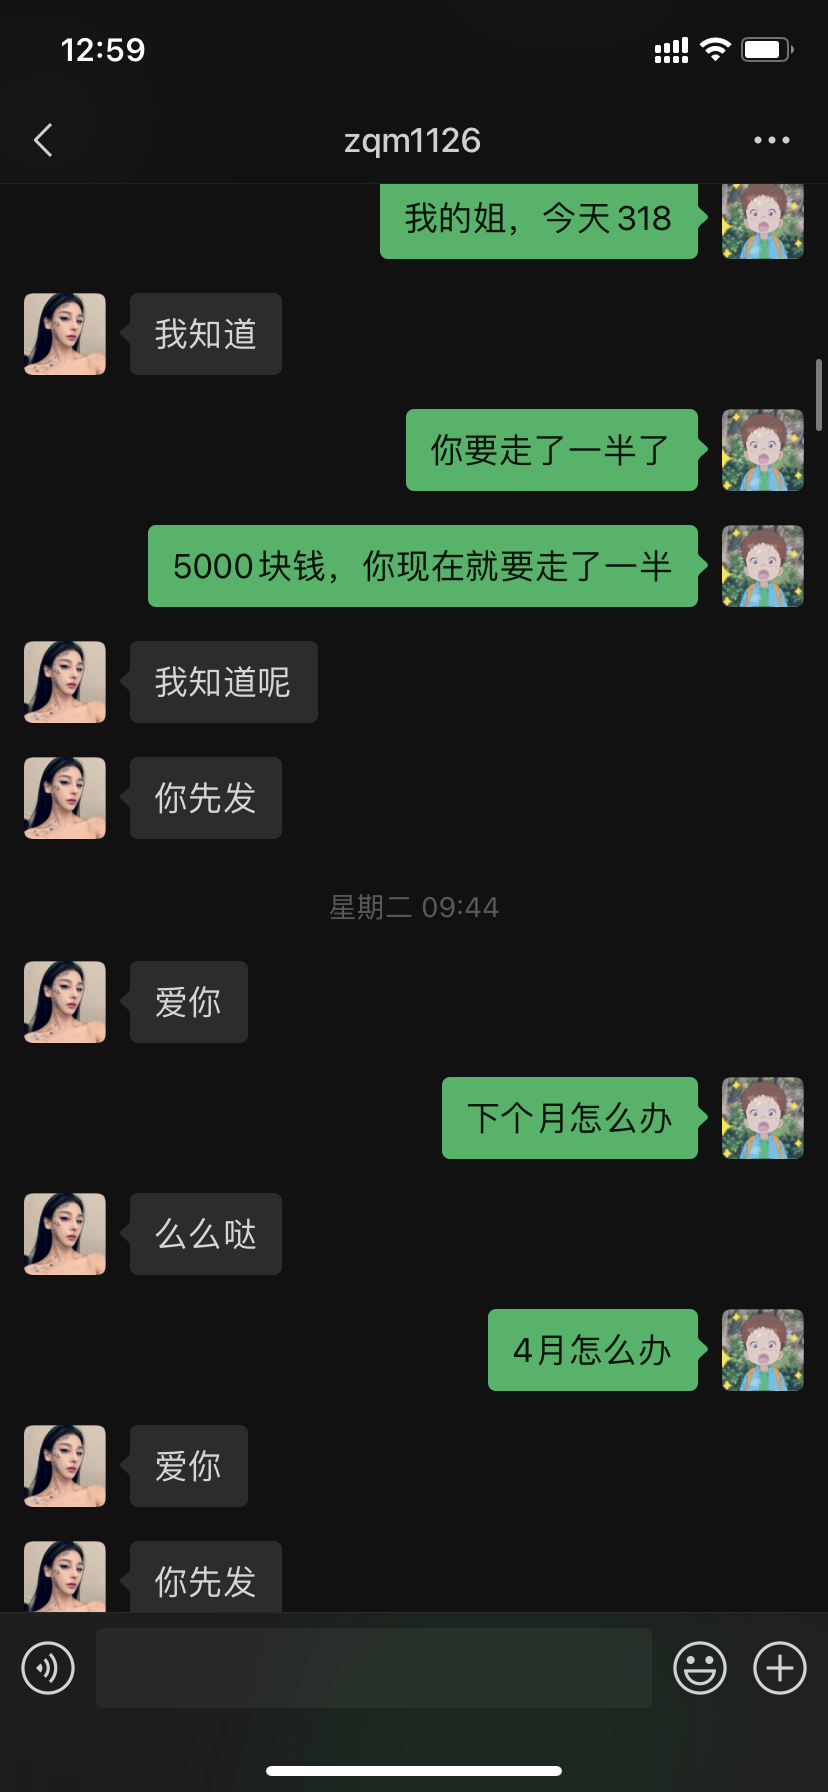 12:59
zqm1126
我的姐，今天318
我知道
你要走了一半了
5000块钱，你现在就要走了一半
我知道呢
你先发
星期二 09:44
爱你
下个月怎么办
么么哒
4月怎么办
爱你
你先发